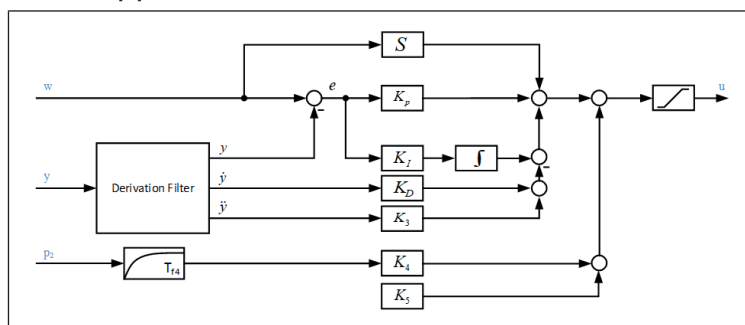 S
w
e
u
K_p
-
y
K_I
∫
-
y
Derivation Filter
ẏ
K_D
ÿ
K_3
p_2
T_f4
K_4
K_5